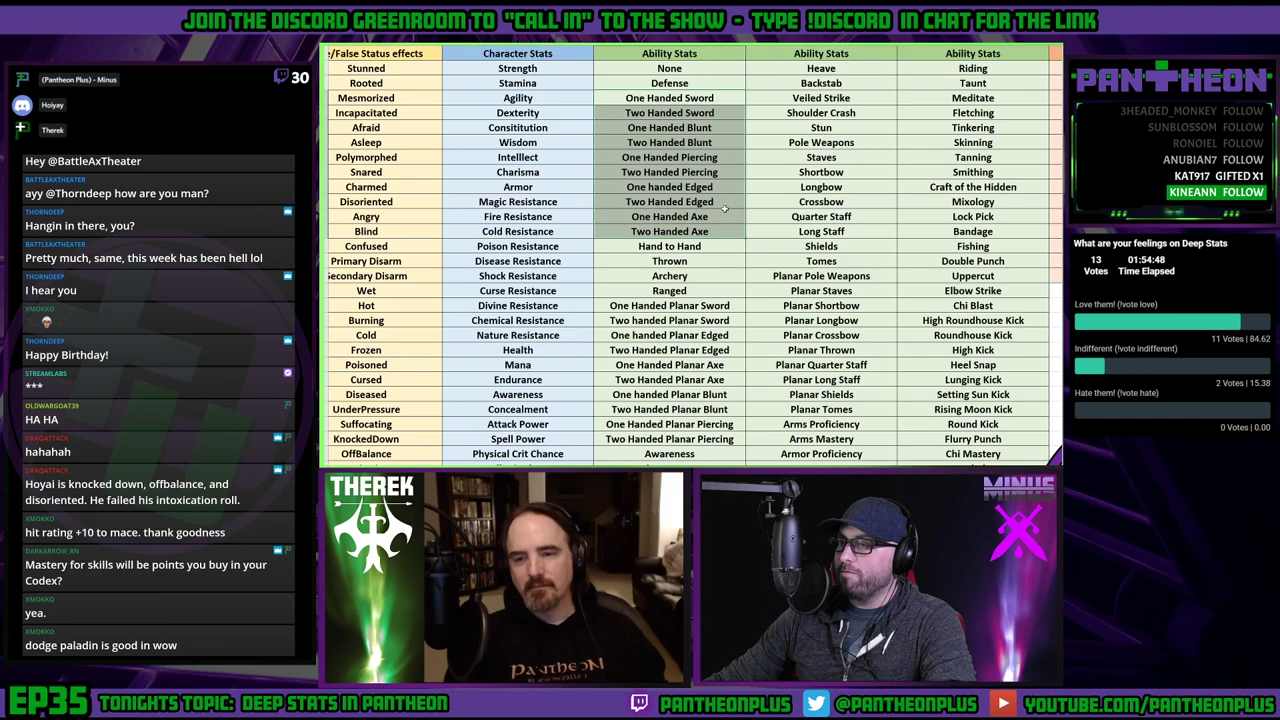 JOIN THE DISCORD GREENROOM TO "CALL IN" TO THE SHOW - TYPE !DISCORD IN CHAT FOR THE LINK
(Pantheon Plus) - Minus
30
Hoiyay
Therek
Hey @BattleAxTheater
BATTLEAXTHEATER
ayy @Thorndeep how are you man?
THORNDEEP
Hangin in there, you?
BATTLEAXTHEATER
Pretty much, same, this week has been hell lol
THORNDEEP
I hear you
XMOKKO
THORNDEEP
Happy Birthday!
STREAMLABS
***
OLDWARGOAT39
HA HA
DRAQATTACK
hahahah
DRAQATTACK
Hoyai is knocked down, offbalance, and
disoriented. He failed his intoxication roll.
XMOKKO
hit rating +10 to mace. thank goodness
DARKARROW_RN
Mastery for skills will be points you buy in your
Codex?
XMOKKO
yea.
XMOKKO
dodge paladin is good in wow
e/False Status effects Character Stats Ability Stats Ability Stats Ability Stats
Stunned Strength None Heave Riding
Rooted Stamina Defense Backstab Taunt
Mesmorized Agility One Handed Sword Veiled Strike Meditate
Incapacitated Dexterity Two Handed Sword Shoulder Crash Fletching
Afraid Consititution One Handed Blunt Stun Tinkering
Asleep Wisdom Two Handed Blunt Pole Weapons Skinning
Polymorphed Intelllect One Handed Piercing Staves Tanning
Snared Charisma Two Handed Piercing Shortbow Smithing
Charmed Armor One handed Edged Longbow Craft of the Hidden
Disoriented Magic Resistance Two Handed Edged Crossbow Mixology
Angry Fire Resistance One Handed Axe Quarter Staff Lock Pick
Blind Cold Resistance Two Handed Axe Long Staff Bandage
Confused Poison Resistance Hand to Hand Shields Fishing
Primary Disarm Disease Resistance Thrown Tomes Double Punch
Secondary Disarm Shock Resistance Archery Planar Pole Weapons Uppercut
Wet Curse Resistance Ranged Planar Staves Elbow Strike
Hot Divine Resistance One Handed Planar Sword Planar Shortbow Chi Blast
Burning Chemical Resistance Two handed Planar Sword Planar Longbow High Roundhouse Kick
Cold Nature Resistance One handed Planar Edged Planar Crossbow Roundhouse Kick
Frozen Health Two Handed Planar Edged Planar Thrown High Kick
Poisoned Mana One Handed Planar Axe Planar Quarter Staff Heel Snap
Cursed Endurance Two Handed Planar Axe Planar Long Staff Lunging Kick
Diseased Awareness One handed Planar Blunt Planar Shields Setting Sun Kick
UnderPressure Concealment Two Handed Planar Blunt Planar Tomes Rising Moon Kick
Suffocating Attack Power One Handed Planar Piercing Arms Proficiency Round Kick
KnockedDown Spell Power Two Handed Planar Piercing Arms Mastery Flurry Punch
OffBalance Physical Crit Chance Awareness Armor Proficiency Chi Mastery
PANTHEON
3HEADED_MONKEY FOLLOW
SUNBLOSSOM FOLLOW
RONOIEL FOLLOW
ANUBIAN7 FOLLOW
KAT917 GIFTED X1
KINEANN FOLLOW
What are your feelings on Deep Stats
13 01:54:48
Votes Time Elapsed
Love them! (!vote love)
11 Votes | 84.62
Indifferent (!vote indifferent)
2 Votes | 15.38
Hate them! (!vote hate)
0 Votes | 0.00
THEREK
PANTHEON
MINUS
EP35 TONIGHTS TOPIC: DEEP STATS IN PANTHEON PANTHEONPLUS @PANTHEONPLUS YOUTUBE.COM/PANTHEONPLUS